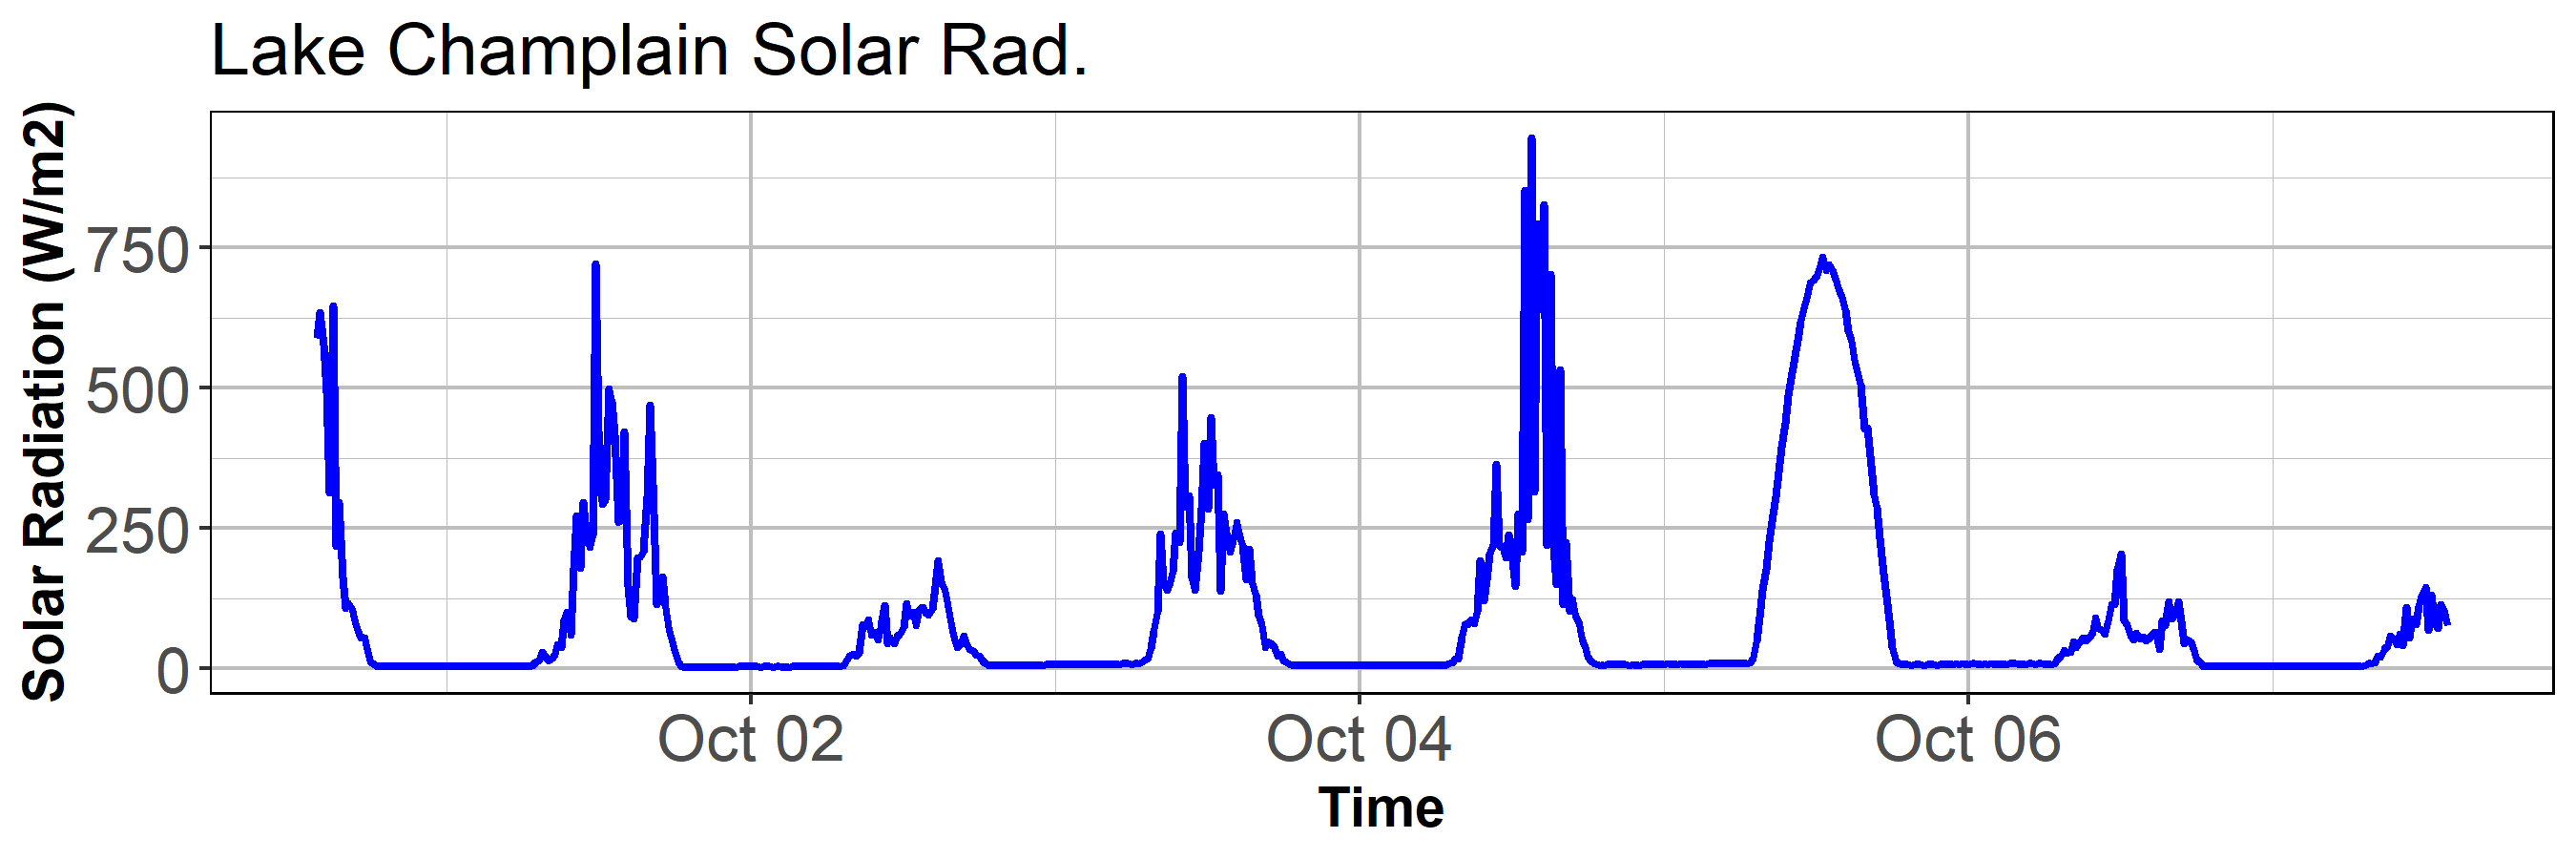 Lake Champlain Solar Rad.
Solar Radiation (W/m2)
750
500
250
0
Oct 02
Oct 04
Oct 06
Time